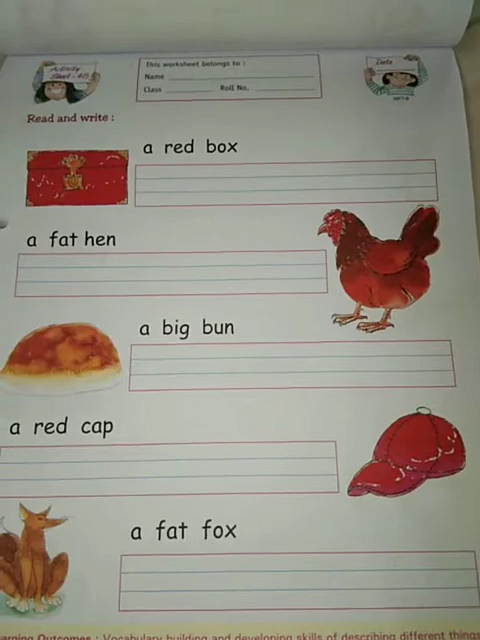 Activity
Sheet - 48
This worksheet belongs to :
Name
Class Roll No.
Date
Read and write :
a red box
a fat hen
a big bun
a red cap
a fat fox
Learning Outcomes : Vocabulary building and developing skills of describing different things